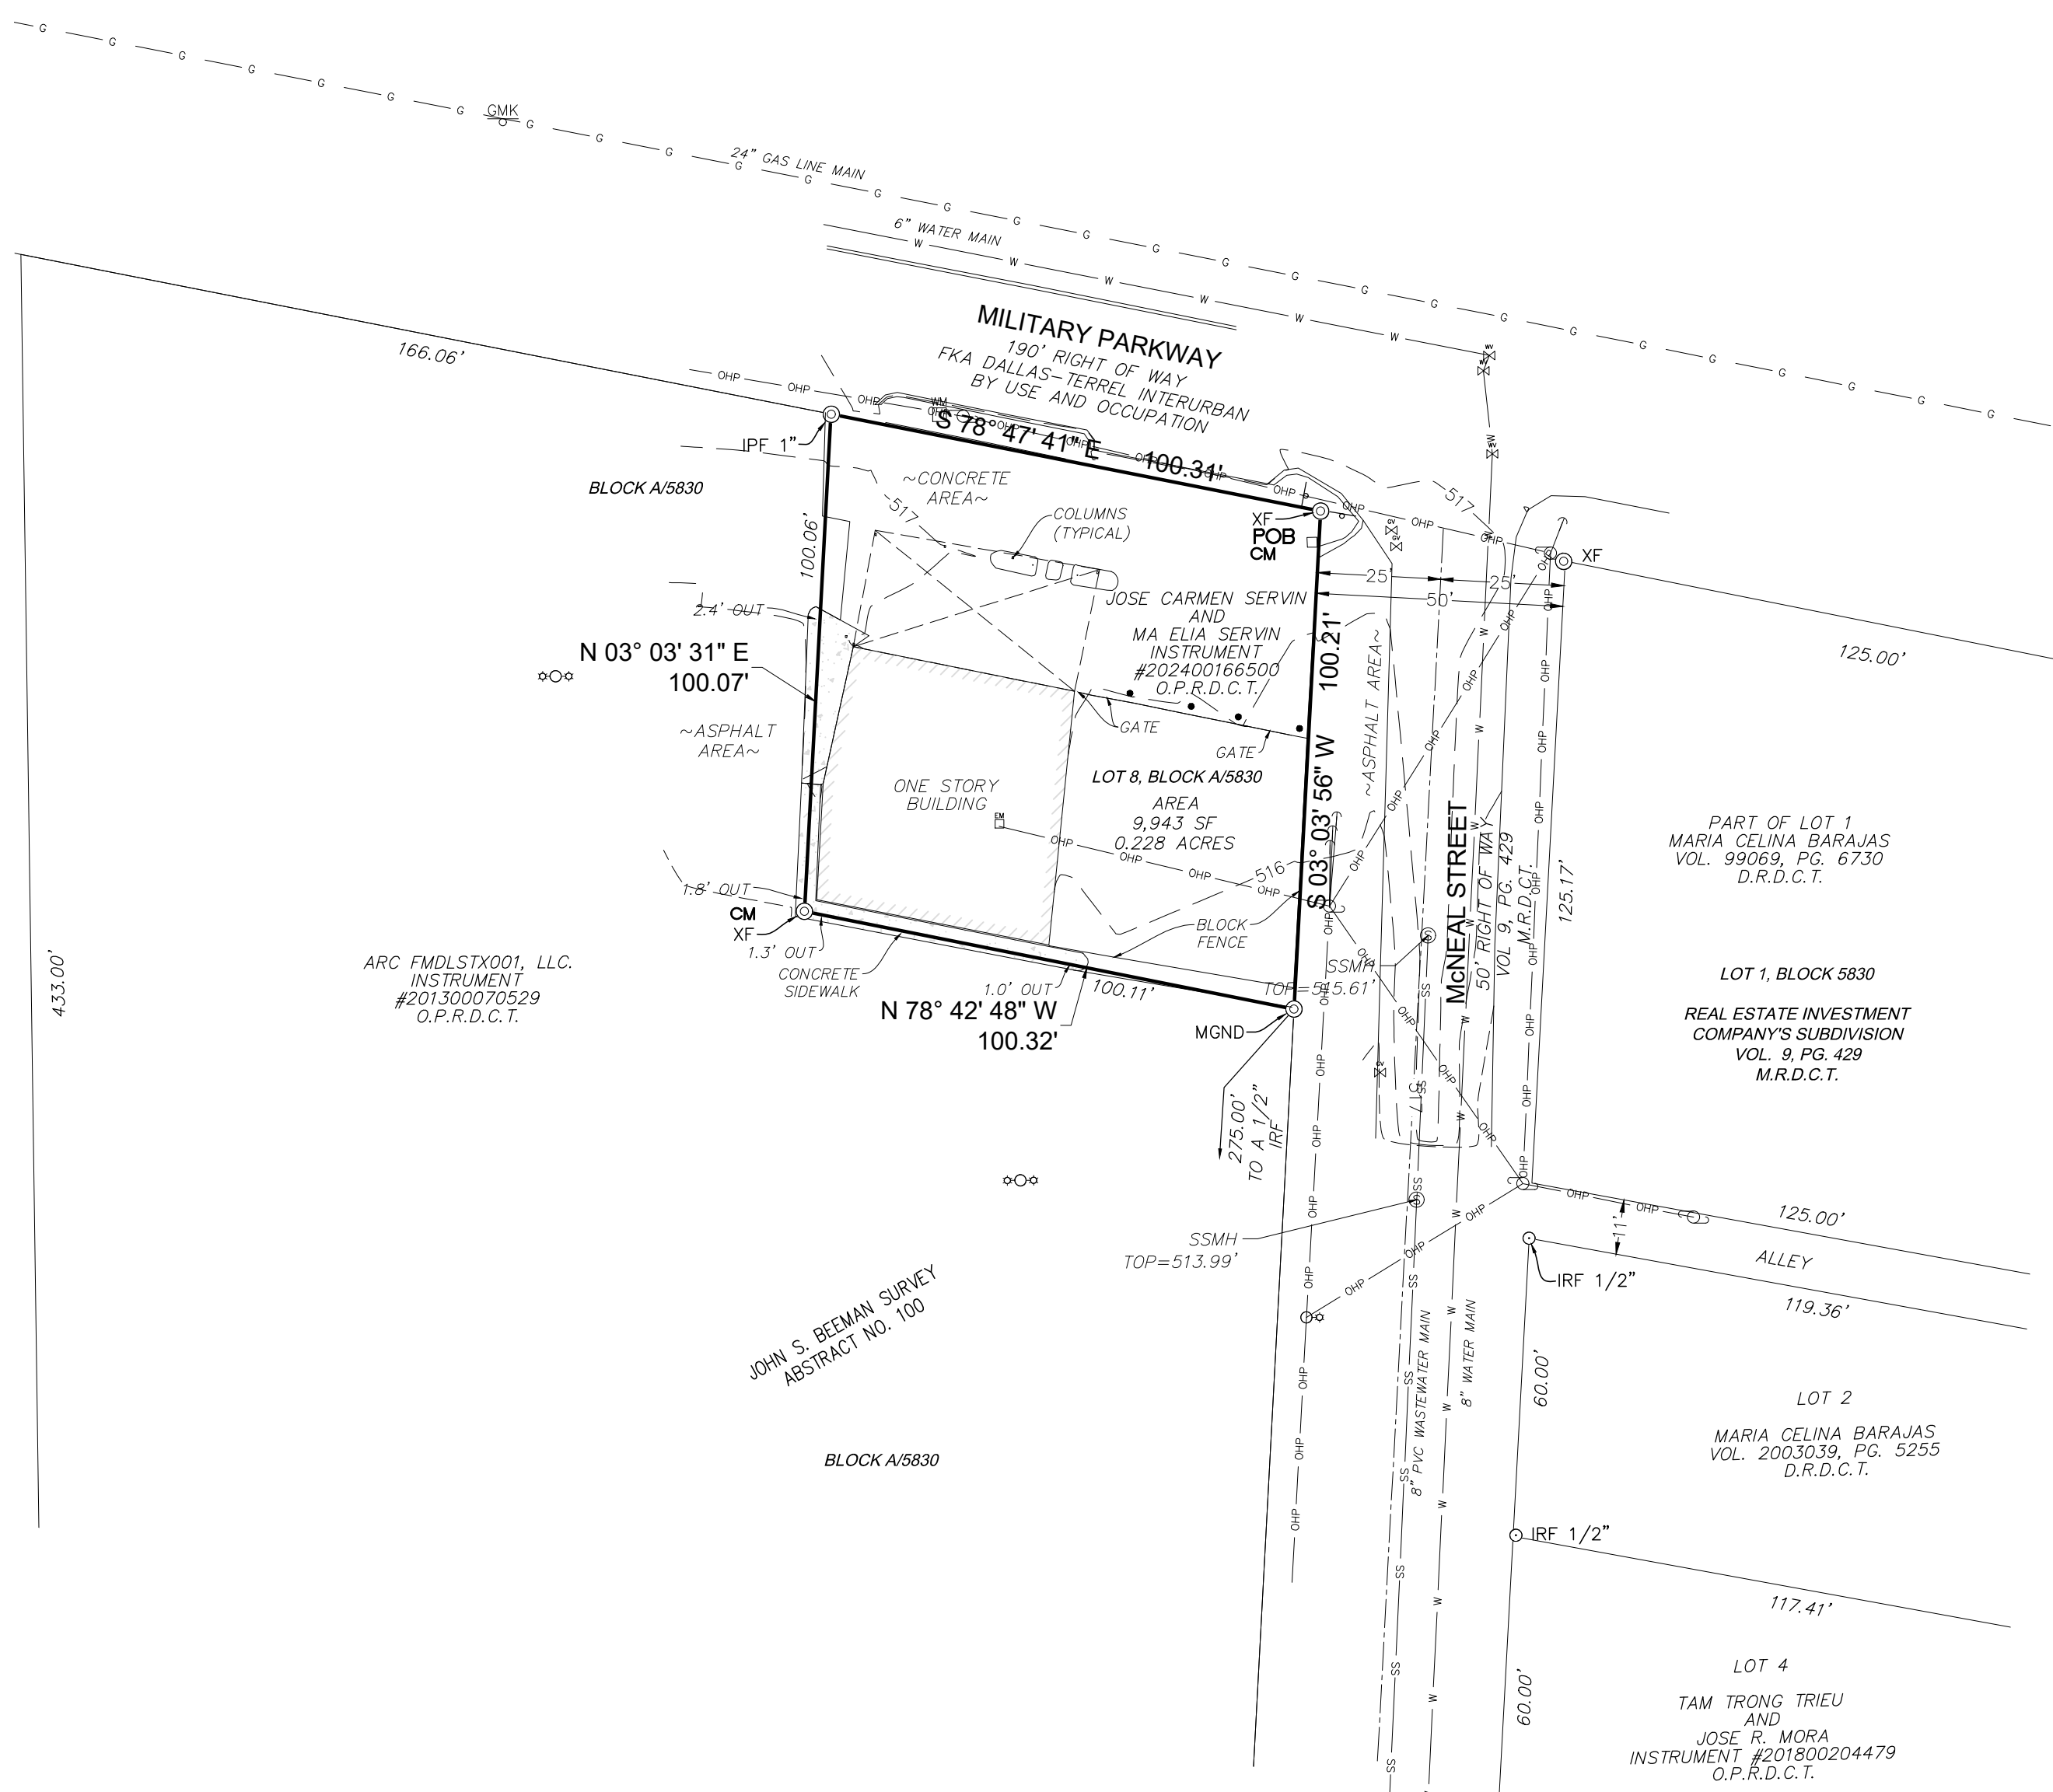 GMK
24" GAS LINE MAIN
6" WATER MAIN
MILITARY PARKWAY
190' RIGHT OF WAY
FKA DALLAS-TERREL INTERURBAN
BY USE AND OCCUPATION
166.06'
IPF 1"
WM
S 78° 47' 41" E 100.31'
BLOCK A/5830
~CONCRETE
AREA~
517
COLUMNS
(TYPICAL)
XF
POB
CM
517
XF
25'
25'
50'
125.00'
100.06'
2.4' OUT
N 03° 03' 31" E
100.07'
JOSE CARMEN SERVIN
AND
MA ELIA SERVIN
INSTRUMENT
#202400166500
O.P.R.D.C.T.
100.21'
S 03° 03' 56" W
~ASPHALT AREA~
~ASPHALT
AREA~
GATE
GATE
LOT 8, BLOCK A/5830
AREA
9,943 SF
0.228 ACRES
ONE STORY
BUILDING
EM
516
McNEAL STREET
50' RIGHT OF WAY
VOL 9, PG. 429
M.R.D.CT.
125.17'
PART OF LOT 1
MARIA CELINA BARAJAS
VOL. 99069, PG. 6730
D.R.D.C.T.
1.8' OUT
CM
XF
1.3' OUT
CONCRETE
SIDEWALK
BLOCK
FENCE
1.0' OUT
100.11'
N 78° 42' 48" W
100.32'
SSMH
TOP=515.61'
MGND
275.00'
TO A 1/2"
IRF
517
433.00'
ARC FMDLSTX001, LLC.
INSTRUMENT
#201300070529
O.P.R.D.C.T.
LOT 1, BLOCK 5830
REAL ESTATE INVESTMENT
COMPANY'S SUBDIVISION
VOL. 9, PG. 429
M.R.D.C.T.
SSMH
TOP=513.99'
11'
125.00'
ALLEY
IRF 1/2"
119.36'
JOHN S. BEEMAN SURVEY
ABSTRACT NO. 100
8" PVC WASTEWATER MAIN
8" WATER MAIN
60.00'
LOT 2
MARIA CELINA BARAJAS
VOL. 2003039, PG. 5255
D.R.D.C.T.
BLOCK A/5830
IRF 1/2"
117.41'
60.00'
LOT 4
TAM TRONG TRIEU
AND
JOSE R. MORA
INSTRUMENT #201800204479
O.P.R.D.C.T.